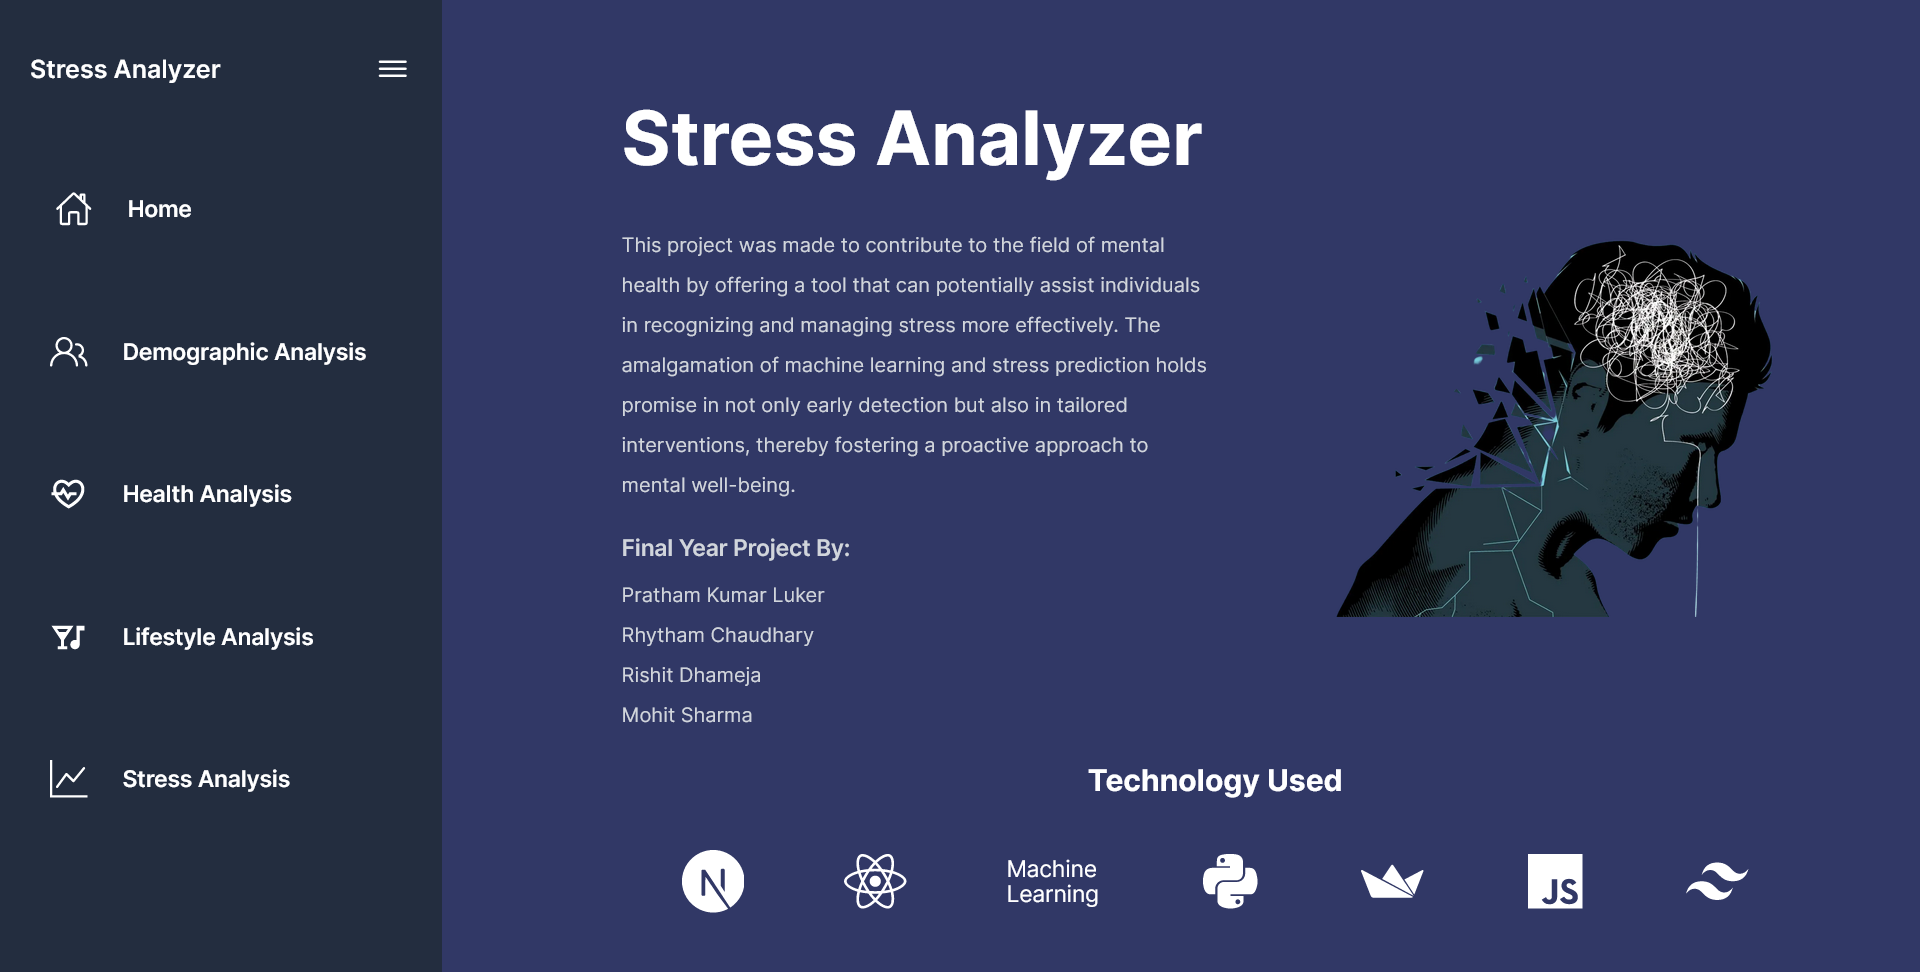 Stress Analyzer
Home
Demographic Analysis
Health Analysis
Lifestyle Analysis
Stress Analysis
Stress Analyzer
This project was made to contribute to the field of mental
health by offering a tool that can potentially assist individuals
in recognizing and managing stress more effectively. The
amalgamation of machine learning and stress prediction holds
promise in not only early detection but also in tailored
interventions, thereby fostering a proactive approach to
mental well-being.
Final Year Project By:
Pratham Kumar Luker
Rhytham Chaudhary
Rishit Dhameja
Mohit Sharma
Technology Used
N
Machine
Learning
JS